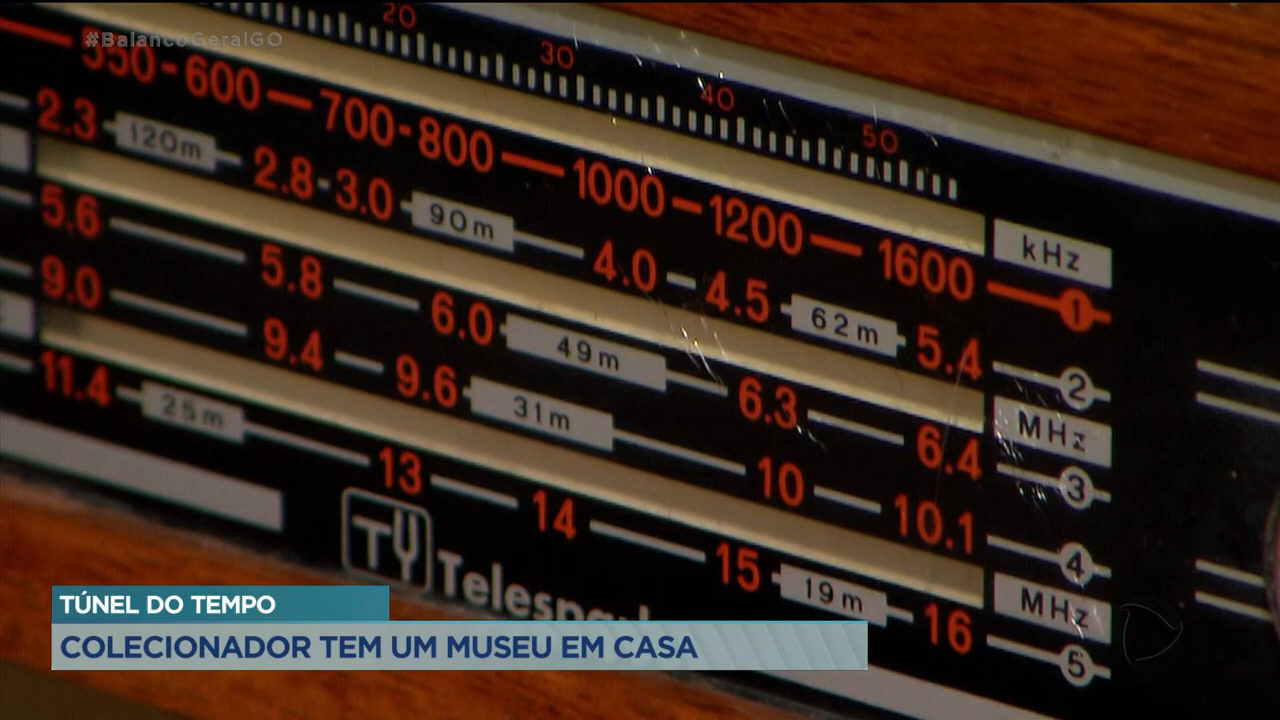 #BalancoGeralGO
20 30 40 50
550-600 700-800 1000 1200 1600 kHz 1
2.3 120m 2.8-3.0 90m 4.0 4.5 62m 5.4 2
5.6 5.8 6.0 49m 6.3 6.4 MHz 3
9.0 9.4 9.6 31m 10 10.1 4
11.4 25m 13 14 15 19m 16 MHz 5
TÚNEL DO TEMPO
COLECIONADOR TEM UM MUSEU EM CASA